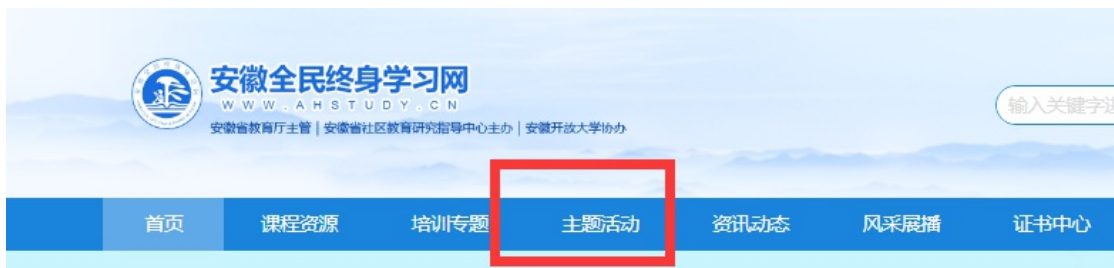 安徽全民终身学习网
WWW.AHSTUDY.CN
安徽省教育厅主管 | 安徽省社区教育研究指导中心主办 | 安徽开放大学协办
输入关键字
首页 课程资源 培训专题 主题活动 资讯动态 风采展播 证书中心